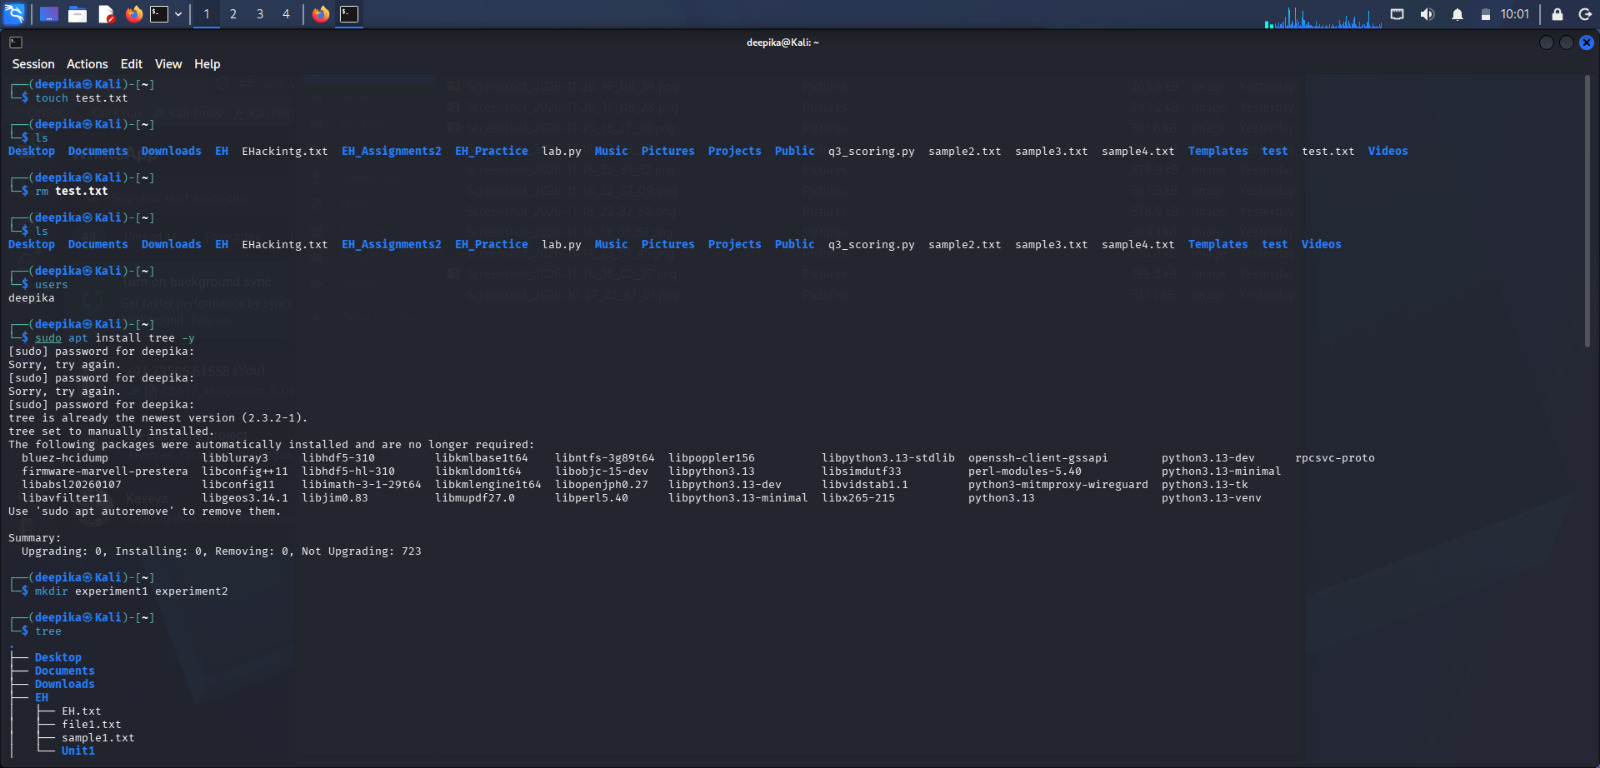 1 2 3 4 10:01
deepika@Kali: ~
Session Actions Edit View Help
┌──(deepika㉿Kali)-[~]
└─$ touch test.txt
┌──(deepika㉿Kali)-[~]
└─$ ls
Desktop Documents Downloads EH EHackintg.txt EH_Assignments2 EH_Practice lab.py Music Pictures Projects Public q3_scoring.py sample2.txt sample3.txt sample4.txt Templates test test.txt Videos
┌──(deepika㉿Kali)-[~]
└─$ rm test.txt
┌──(deepika㉿Kali)-[~]
└─$ ls
Desktop Documents Downloads EH EHackintg.txt EH_Assignments2 EH_Practice lab.py Music Pictures Projects Public q3_scoring.py sample2.txt sample3.txt sample4.txt Templates test Videos
┌──(deepika㉿Kali)-[~]
└─$ users
deepika
┌──(deepika㉿Kali)-[~]
└─$ sudo apt install tree -y
[sudo] password for deepika:
Sorry, try again.
[sudo] password for deepika:
Sorry, try again.
[sudo] password for deepika:
tree is already the newest version (2.3.2-1).
tree set to manually installed.
The following packages were automatically installed and are no longer required:
bluez-hcidump libbluray3 libhdf5-310 libkmlbase1t64 libntfs-3g89t64 libpoppler156 libpython3.13-stdlib openssh-client-gssapi python3.13-dev rpcsvc-proto
firmware-marvell-prestera libconfig++11 libhdf5-hl-310 libkmldom1t64 libobjc-15-dev libpython3.13 libsimdutf33 perl-modules-5.40 python3.13-minimal
libabsl20260107 libconfig11 libimath-3-1-29t64 libkmlengine1t64 libopenjph0.27 libpython3.13-dev libvidstab1.1 python3-mitmproxy-wireguard python3.13-tk
libavfilter11 libgeos3.14.1 libjim0.83 libmupdf27.0 libperl5.40 libpython3.13-minimal libx265-215 python3.13 python3.13-venv
Use 'sudo apt autoremove' to remove them.
Summary:
Upgrading: 0, Installing: 0, Removing: 0, Not Upgrading: 723
┌──(deepika㉿Kali)-[~]
└─$ mkdir experiment1 experiment2
┌──(deepika㉿Kali)-[~]
└─$ tree
.
├── Desktop
├── Documents
├── Downloads
├── EH
│   ├── EH.txt
│   ├── file1.txt
│   ├── sample1.txt
│   └── Unit1